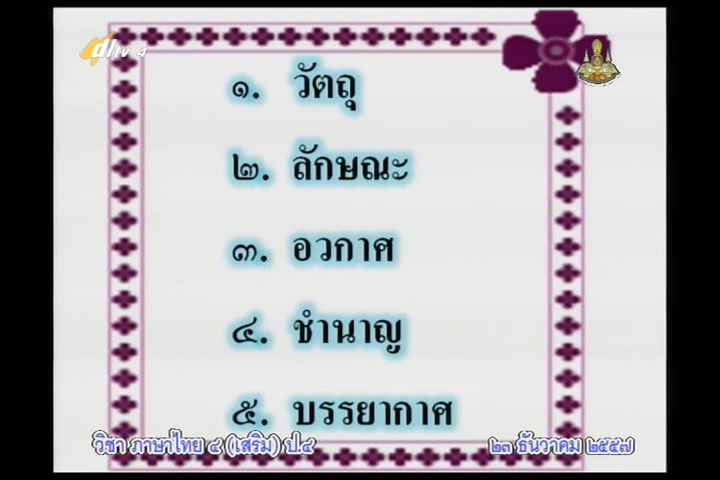 dltv 4
๑. วัตถุ
๒. ลักษณะ
๓. อวกาศ
๔. ชำนาญ
๕. บรรยากาศ
วิชา ภาษาไทย ๔ (เสริม) ป.๔
๒๓ ธันวาคม ๒๕๕๗